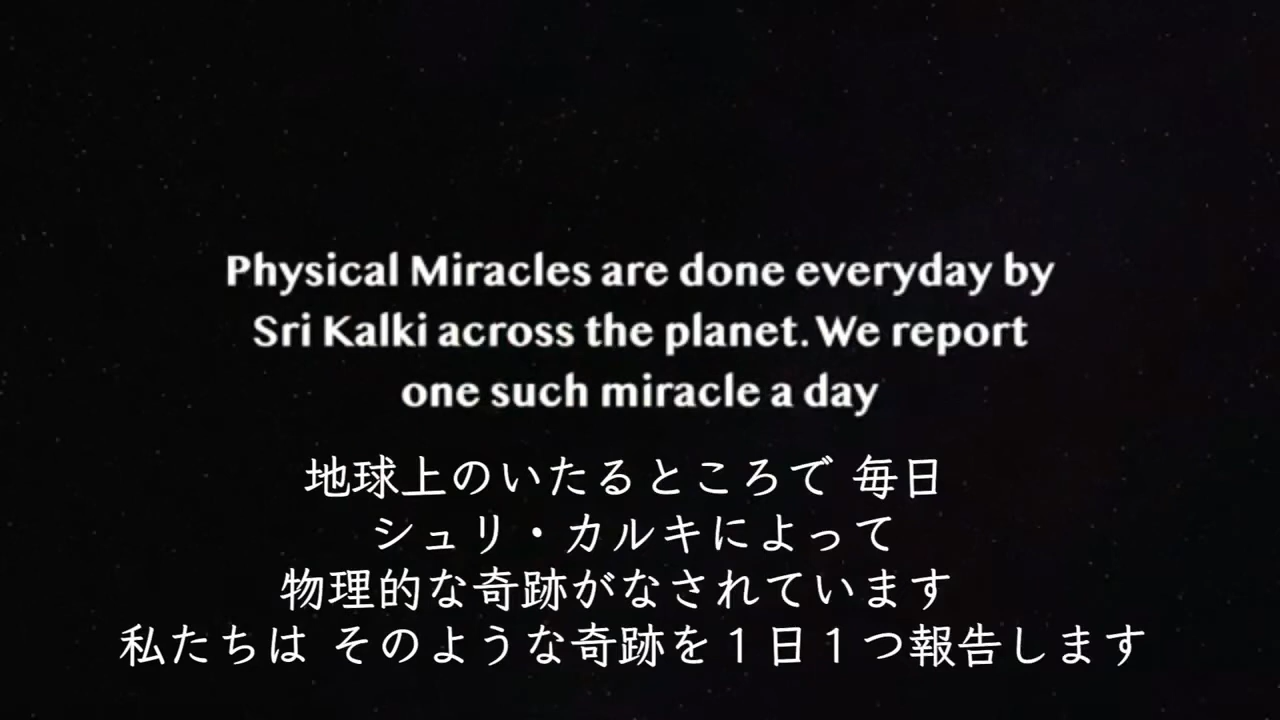 Physical Miracles are done everyday by
Sri Kalki across the planet. We report
one such miracle a day
地球上のいたるところで 毎日
シュリ・カルキによって
物理的な奇跡がなされています
私たちは そのような奇跡を１日１つ報告します